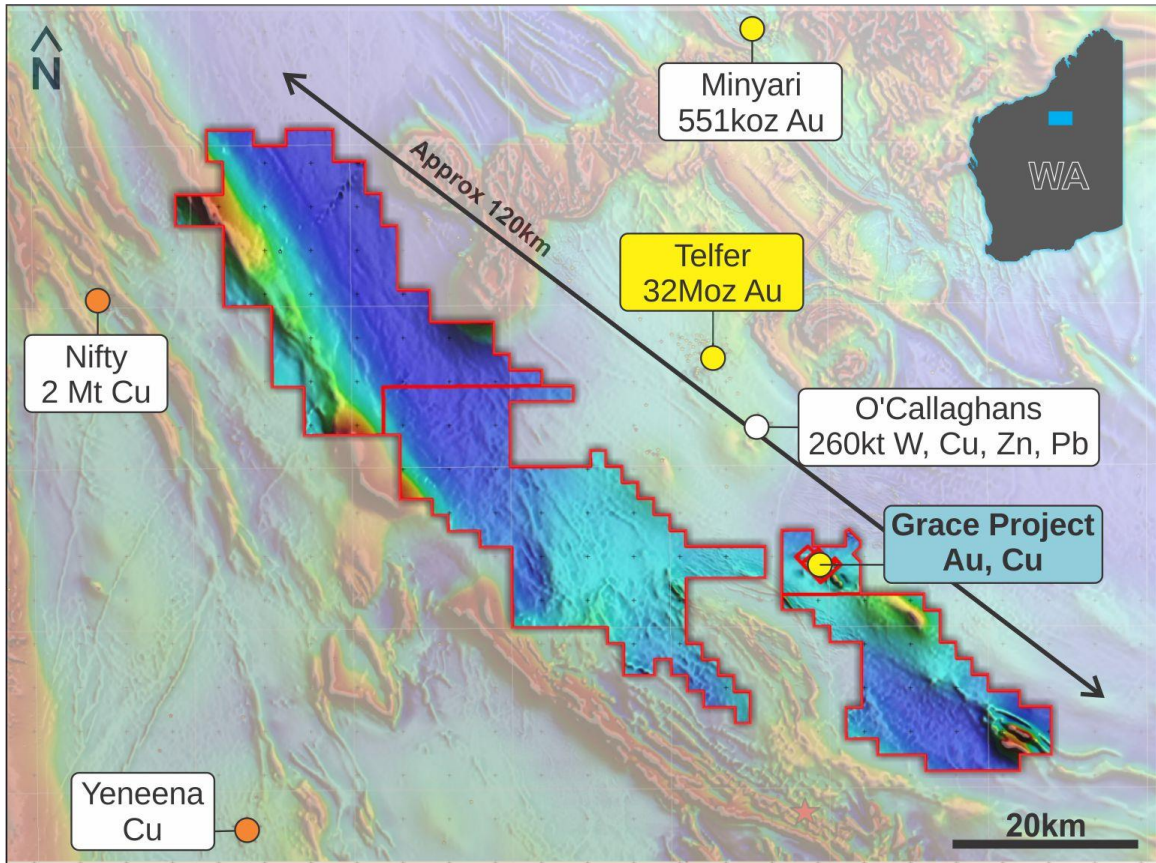 N
Minyari
551koz Au
WA
Approx 120km
Telfer
32Moz Au
Nifty
2 Mt Cu
O'Callaghans
260kt W, Cu, Zn, Pb
Grace Project
Au, Cu
Yeneena
Cu
20km